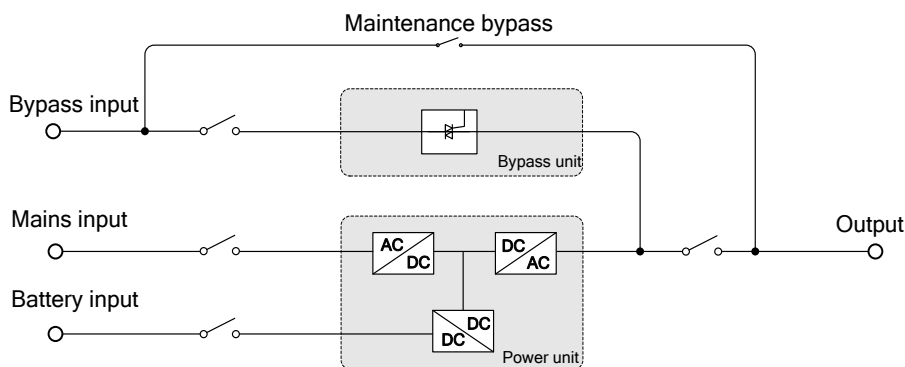 Maintenance bypass
Bypass input
Bypass unit
Mains input
AC
DC
DC
AC
Output
Battery input
DC
DC
Power unit